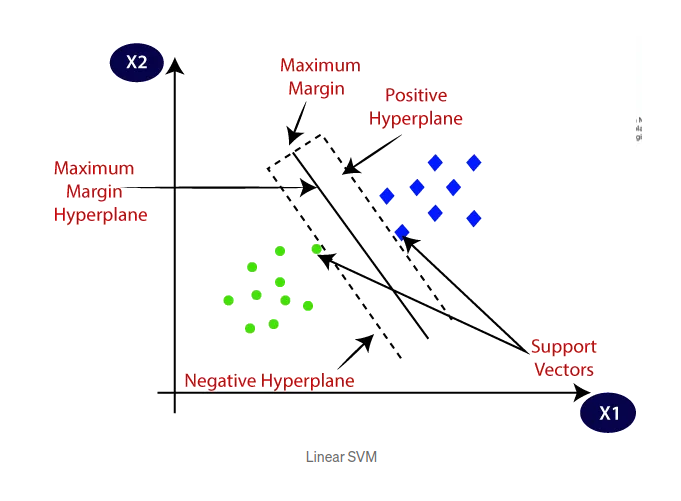 X2
Maximum
Margin
Positive
Hyperplane
Maximum
Margin
Hyperplane
Support
Vectors
Negative Hyperplane
X1
Linear SVM